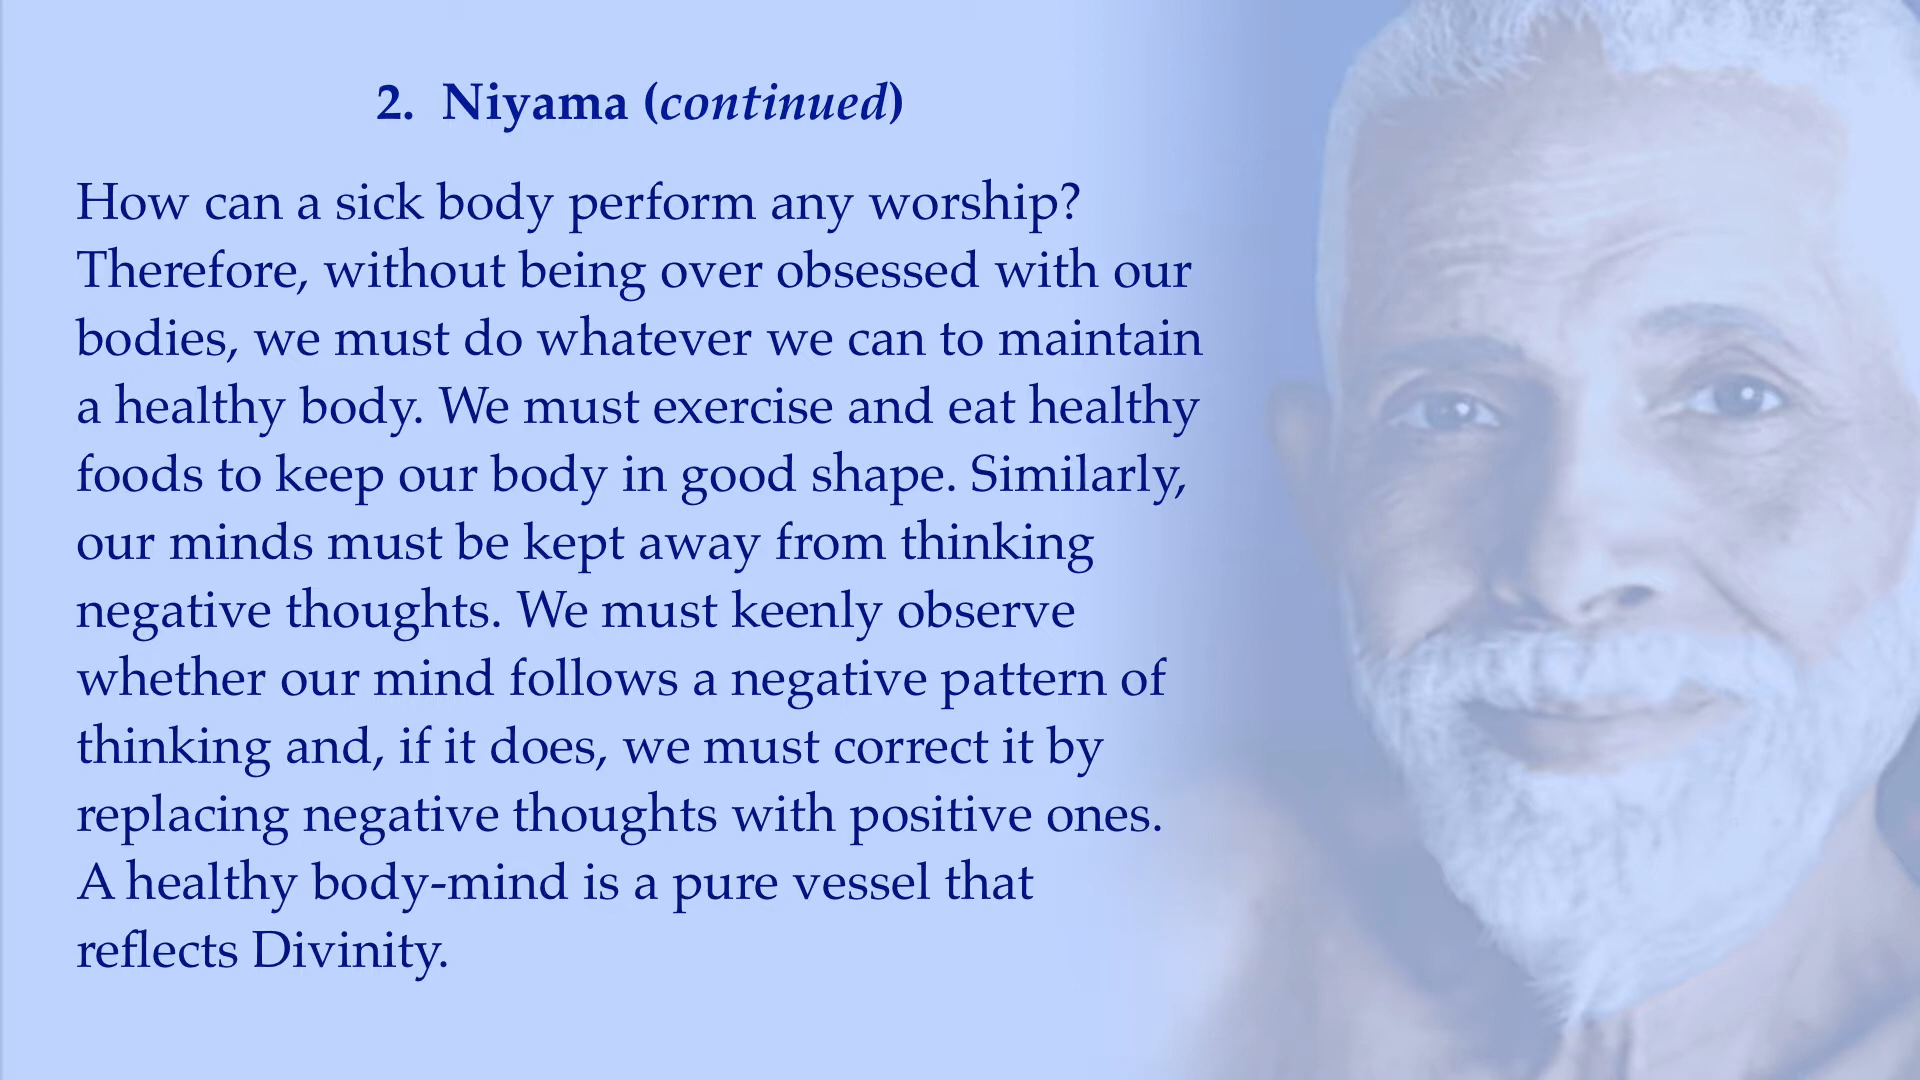 2. Niyama (continued)
How can a sick body perform any worship?
Therefore, without being over obsessed with our
bodies, we must do whatever we can to maintain
a healthy body. We must exercise and eat healthy
foods to keep our body in good shape. Similarly,
our minds must be kept away from thinking
negative thoughts. We must keenly observe
whether our mind follows a negative pattern of
thinking and, if it does, we must correct it by
replacing negative thoughts with positive ones.
A healthy body-mind is a pure vessel that
reflects Divinity.